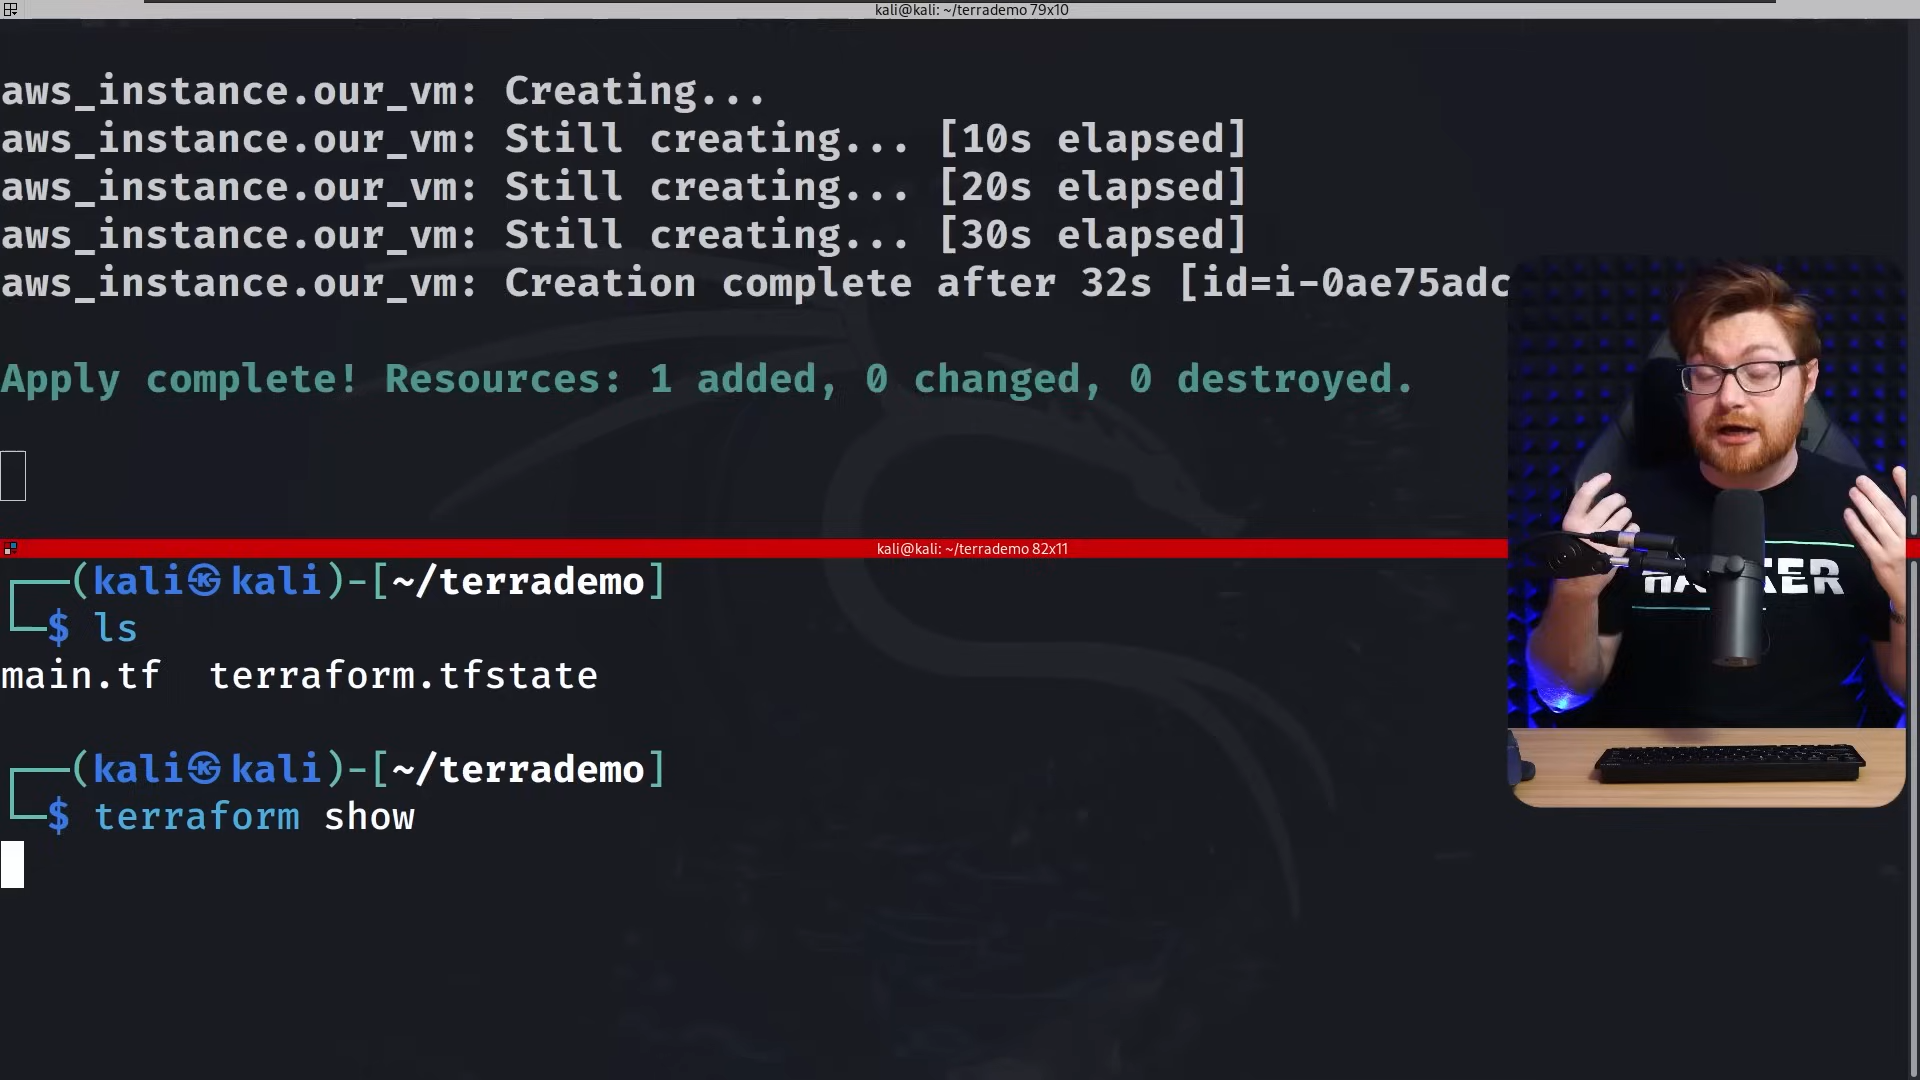 kali@kali: ~/terrademo 79x10
aws_instance.our_vm: Creating...
aws_instance.our_vm: Still creating... [10s elapsed]
aws_instance.our_vm: Still creating... [20s elapsed]
aws_instance.our_vm: Still creating... [30s elapsed]
aws_instance.our_vm: Creation complete after 32s [id=i-0ae75adc
Apply complete! Resources: 1 added, 0 changed, 0 destroyed.
kali@kali: ~/terrademo 82x11
┌──(kali㉿kali)-[~/terrademo]
└─$ ls
main.tf  terraform.tfstate
┌──(kali㉿kali)-[~/terrademo]
└─$ terraform show